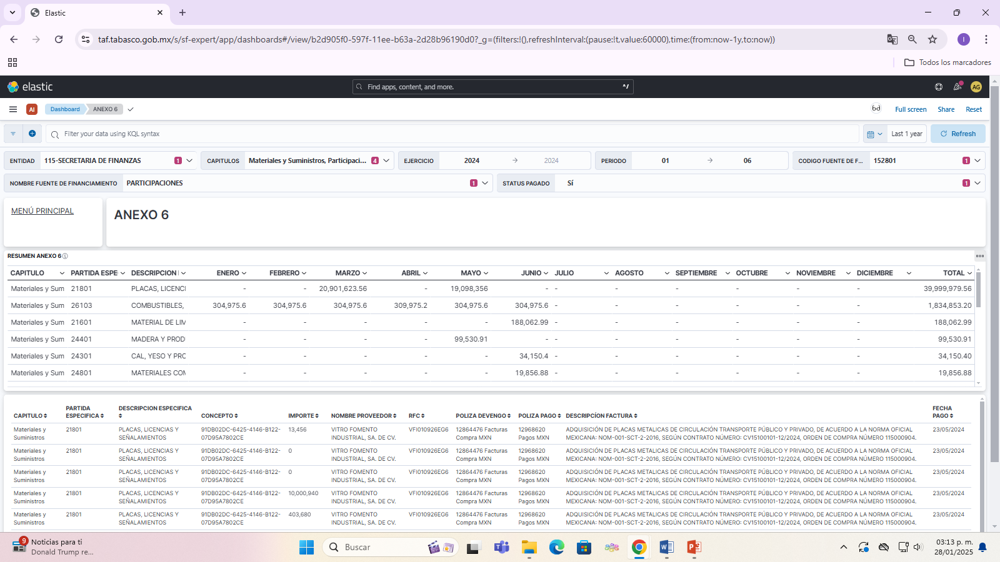 Elastic
taf.tabasco.gob.mx/s/sf-expert/app/dashboards#/view/b2d905f0-597f-11ee-b63a-2d28b96190d0?_g=(filters:!(),refreshInterval:(pause:!t,value:60000),time:(from:now-1y,to:now))
I
Todos los marcadores
elastic
Find apps, content, and more.
^/
AG
AI
Dashboard
ANEXO 6
Full screen
Share
Reset
Filter your data using KQL syntax
Last 1 year
Refresh
ENTIDAD 115-SECRETARIA DE FINANZAS 1
CAPITULOS Materiales y Suministros, Participaci... 4
EJERCICIO 2024 → 2024
PERIODO 01 → 06
CODIGO FUENTE DE F... 152801 1
NOMBRE FUENTE DE FINANCIAMIENTO PARTICIPACIONES 1
STATUS PAGADO Sí 1
MENÚ PRINCIPAL
ANEXO 6
RESUMEN ANEXO 6
CAPITULO PARTIDA ESPE DESCRIPCION ENERO FEBRERO MARZO ABRIL MAYO JUNIO JULIO AGOSTO SEPTIEMBRE OCTUBRE NOVIEMBRE DICIEMBRE TOTAL
Materiales y Sum 21801 PLACAS, LICENCI - - 20,901,623.56 - 19,098,356 - - - - - - - 39,999,979.56
Materiales y Sum 26103 COMBUSTIBLES, 304,975.6 304,975.6 304,975.6 309,975.2 304,975.6 304,975.6 - - - - - - 1,834,853.20
Materiales y Sum 21601 MATERIAL DE LIM - - - - - 188,062.99 - - - - - - 188,062.99
Materiales y Sum 24401 MADERA Y PROD - - - - 99,530.91 - - - - - - - 99,530.91
Materiales y Sum 24301 CAL, YESO Y PRC - - - - - 34,150.4 - - - - - - 34,150.40
Materiales y Sum 24801 MATERIALES COM - - - - - 19,856.88 - - - - - - 19,856.88
CAPITULO PARTIDA ESPECIFICA DESCRIPCION ESPECIFICA CONCEPTO IMPORTE NOMBRE PROVEEDOR RFC POLIZA DEVENGO POLIZA PAGO DESCRIPCÍON FACTURA FECHA PAGO
Materiales y 21801 PLACAS, LICENCIAS Y 91DB02DC-6425-4146-B122- 13,456 VITRO FOMENTO VFI010926EG6 12864476 Facturas 12968620 ADQUISICIÓN DE PLACAS METALICAS DE CIRCULACIÓN TRANSPORTE PÚBLICO Y PRIVADO, DE ACUERDO A LA NORMA OFICIAL 23/05/2024
Suministros SEÑALAMIENTOS 07D95A7802CE INDUSTRIAL, SA. DE CV. Compra MXN Pagos MXN MEXICANA: NOM-001-SCT-2-2016, SEGÚN CONTRATO NÚMERO: CV15100101-12/2024, ORDEN DE COMPRA NÚMERO 115000904.
Materiales y 21801 PLACAS, LICENCIAS Y 91DB02DC-6425-4146-B122- 0 VITRO FOMENTO VFI010926EG6 12864476 Facturas 12968620 ADQUISICIÓN DE PLACAS METALICAS DE CIRCULACIÓN TRANSPORTE PÚBLICO Y PRIVADO, DE ACUERDO A LA NORMA OFICIAL 23/05/2024
Suministros SEÑALAMIENTOS 07D95A7802CE INDUSTRIAL, SA. DE CV. Compra MXN Pagos MXN MEXICANA: NOM-001-SCT-2-2016, SEGÚN CONTRATO NÚMERO: CV15100101-12/2024, ORDEN DE COMPRA NÚMERO 115000904.
Materiales y 21801 PLACAS, LICENCIAS Y 91DB02DC-6425-4146-B122- 0 VITRO FOMENTO VFI010926EG6 12864476 Facturas 12968620 ADQUISICIÓN DE PLACAS METALICAS DE CIRCULACIÓN TRANSPORTE PÚBLICO Y PRIVADO, DE ACUERDO A LA NORMA OFICIAL 23/05/2024
Suministros SEÑALAMIENTOS 07D95A7802CE INDUSTRIAL, SA. DE CV. Compra MXN Pagos MXN MEXICANA: NOM-001-SCT-2-2016, SEGÚN CONTRATO NÚMERO: CV15100101-12/2024, ORDEN DE COMPRA NÚMERO 115000904.
Materiales y 21801 PLACAS, LICENCIAS Y 91DB02DC-6425-4146-B122- 10,000,940 VITRO FOMENTO VFI010926EG6 12864476 Facturas 12968620 ADQUISICIÓN DE PLACAS METALICAS DE CIRCULACIÓN TRANSPORTE PÚBLICO Y PRIVADO, DE ACUERDO A LA NORMA OFICIAL 23/05/2024
Suministros SEÑALAMIENTOS 07D95A7802CE INDUSTRIAL, SA. DE CV. Compra MXN Pagos MXN MEXICANA: NOM-001-SCT-2-2016, SEGÚN CONTRATO NÚMERO: CV15100101-12/2024, ORDEN DE COMPRA NÚMERO 115000904.
Materiales y 21801 PLACAS, LICENCIAS Y 91DB02DC-6425-4146-B122- 403,680 VITRO FOMENTO VFI010926EG6 12864476 Facturas 12968620 ADQUISICIÓN DE PLACAS METALICAS DE CIRCULACIÓN TRANSPORTE PÚBLICO Y PRIVADO, DE ACUERDO A LA NORMA OFICIAL 23/05/2024
Suministros SEÑALAMIENTOS 07D95A7802CE INDUSTRIAL, SA. DE CV. Compra MXN Pagos MXN MEXICANA: NOM-001-SCT-2-2016, SEGÚN CONTRATO NÚMERO: CV15100101-12/2024, ORDEN DE COMPRA NÚMERO 115000904.
9
Noticias para ti
Donald Trump re...
Buscar
03:13 p. m.
28/01/2025